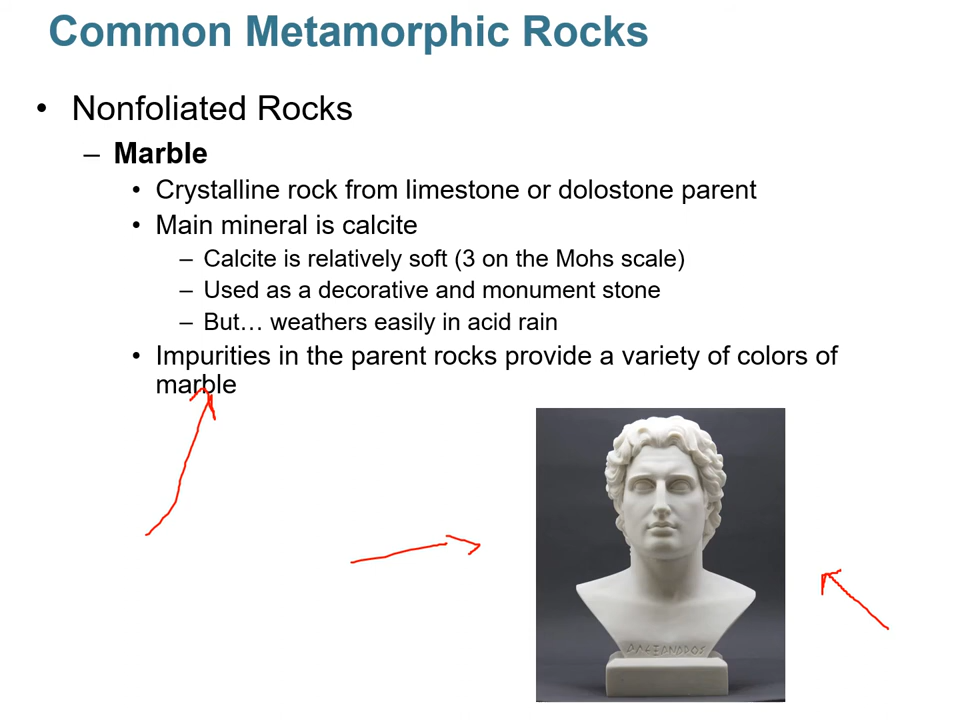 Common Metamorphic Rocks
• Nonfoliated Rocks
– Marble
• Crystalline rock from limestone or dolostone parent
• Main mineral is calcite
– Calcite is relatively soft (3 on the Mohs scale)
– Used as a decorative and monument stone
– But… weathers easily in acid rain
• Impurities in the parent rocks provide a variety of colors of
marble